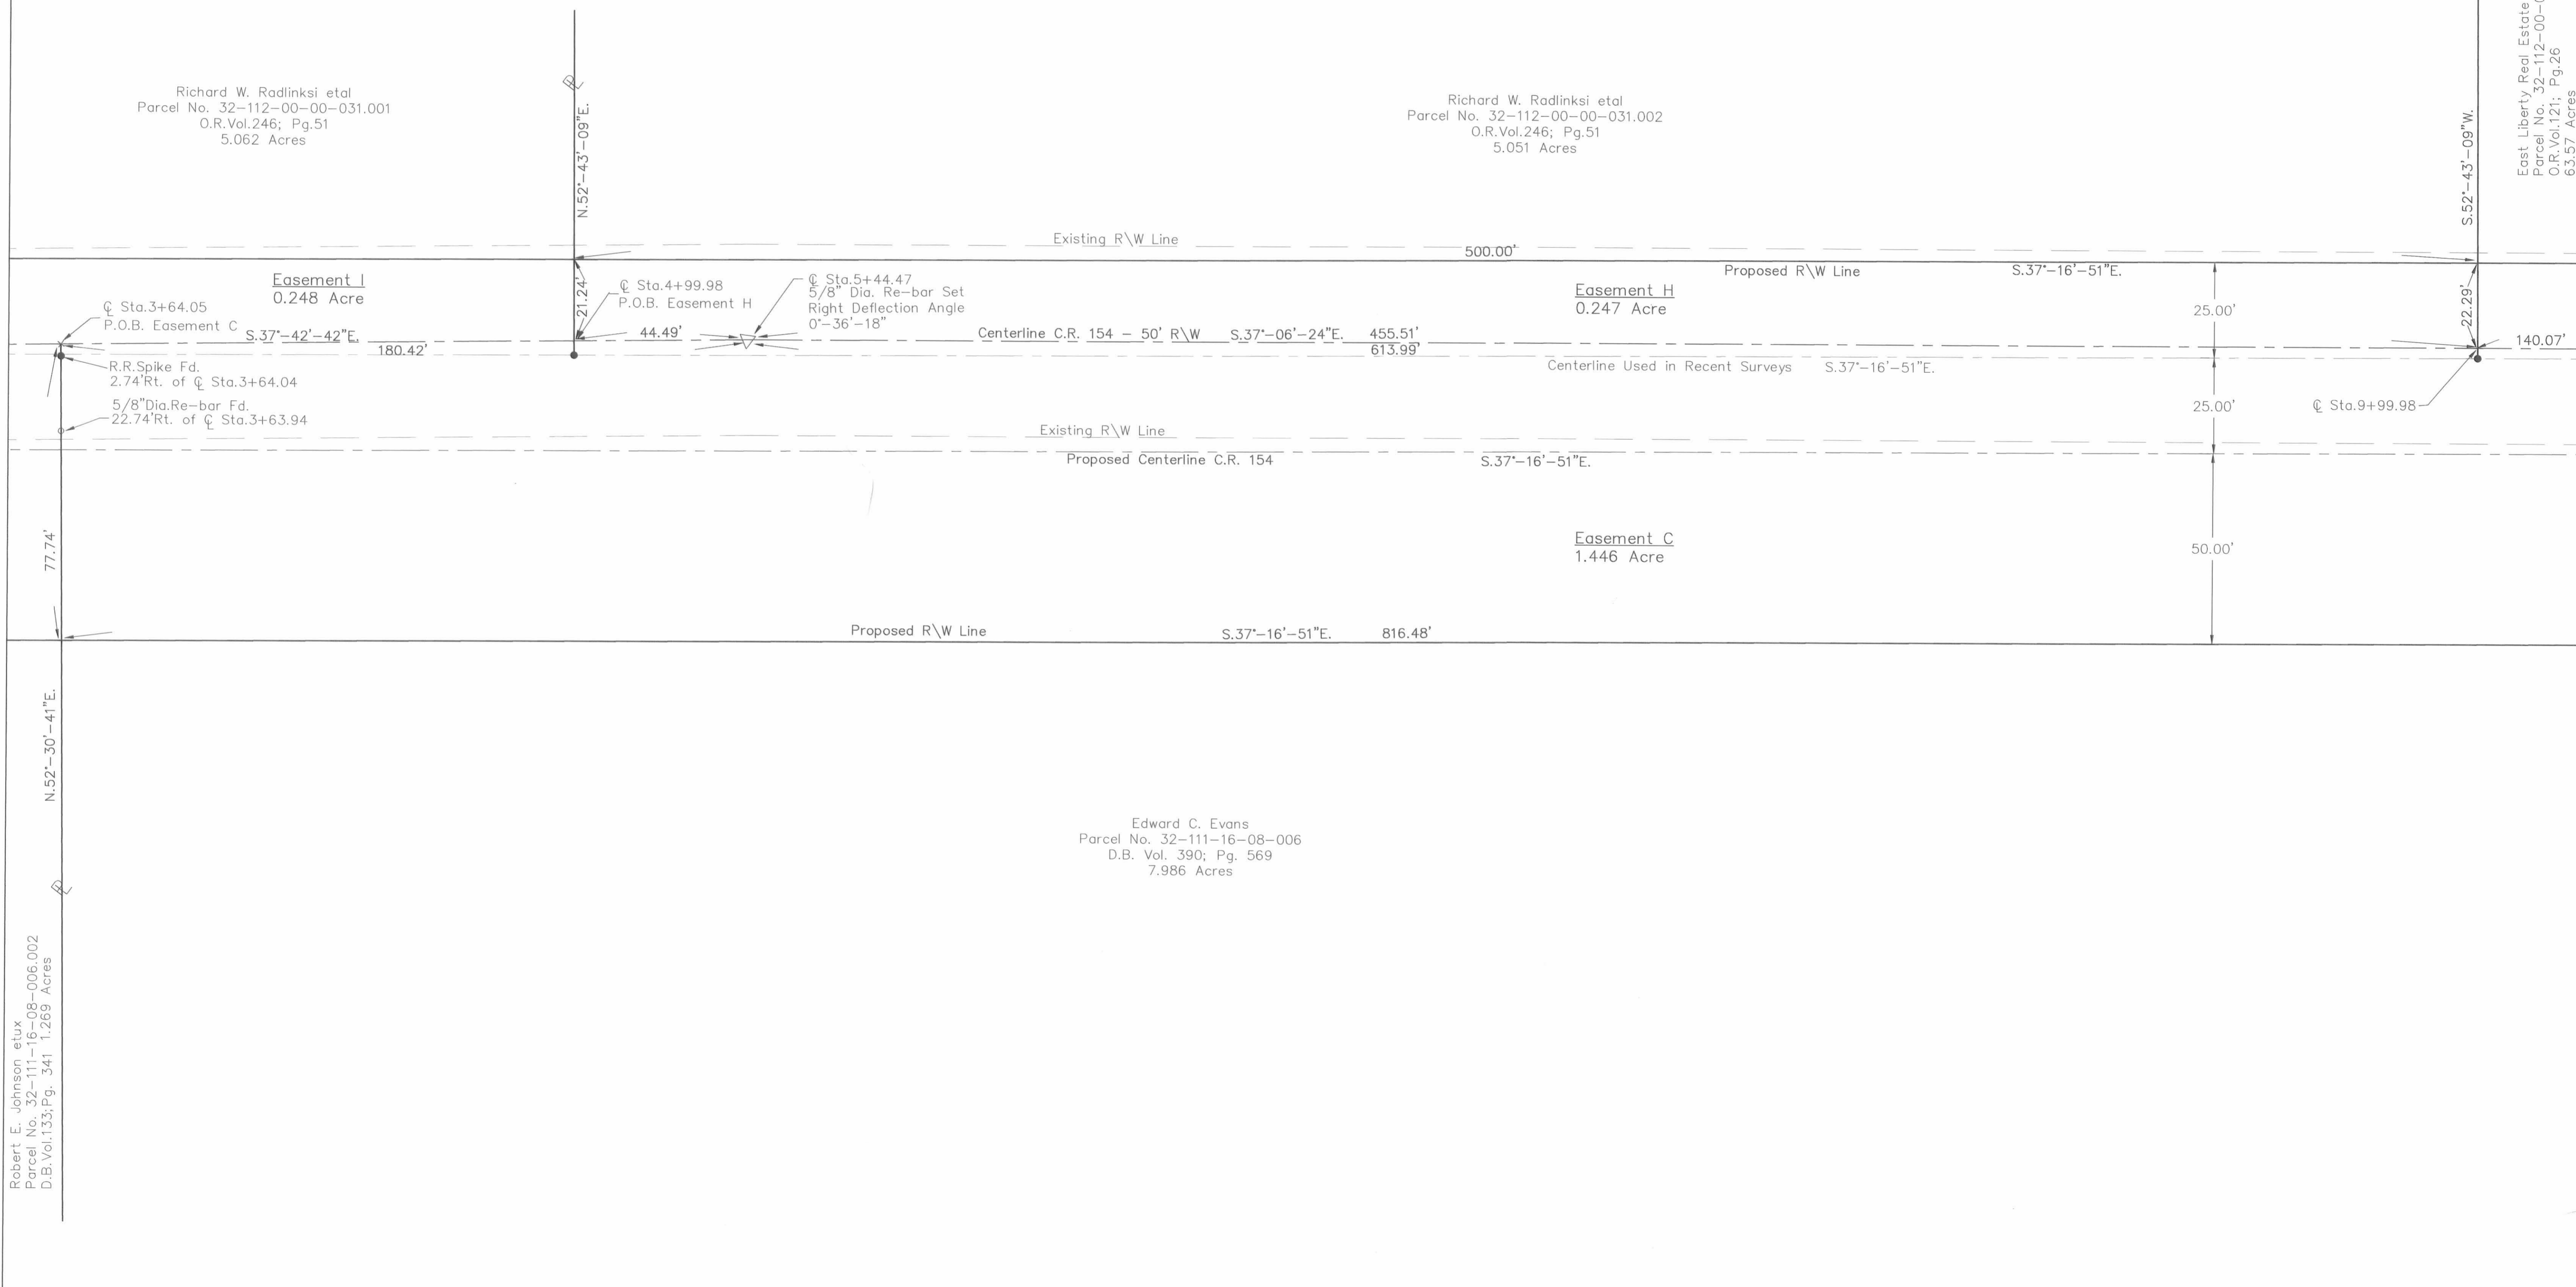 Richard W. Radlinksi etal
Parcel No. 32-112-00-00-031.001
O.R.Vol.246; Pg.51
5.062 Acres
Richard W. Radlinksi etal
Parcel No. 32-112-00-00-031.002
O.R.Vol.246; Pg.51
5.051 Acres
East Liberty Real Estate
Parcel No. 32-112-00-
O.R.Vol.121; Pg.26
63.57 Acres
℄
N.52°-43'-09"E.
S.52°-43'-09"W.
Existing R\W Line
500.00'
Proposed R\W Line
S.37°-16'-51"E.
Easement I
0.248 Acre
℄ Sta.3+64.05
P.O.B. Easement C
S.37°-42'-42"E.
180.42'
21.24'
℄ Sta.4+99.98
P.O.B. Easement H
44.49'
℄ Sta.5+44.47
5/8" Dia. Re-bar Set
Right Deflection Angle
0°-36'-18"
Easement H
0.247 Acre
25.00'
22.29'
Centerline C.R. 154 - 50' R\W
S.37°-06'-24"E.
455.51'
613.99'
140.07'
Centerline Used in Recent Surveys
S.37°-16'-51"E.
R.R.Spike Fd.
2.74'Rt. of ℄ Sta.3+64.04
5/8"Dia.Re-bar Fd.
22.74'Rt. of ℄ Sta.3+63.94
25.00'
℄ Sta.9+99.98
Existing R\W Line
Proposed Centerline C.R. 154
S.37°-16'-51"E.
77.74'
Easement C
1.446 Acre
50.00'
Proposed R\W Line
S.37°-16'-51"E.
816.48'
N.52°-30'-41"E.
Edward C. Evans
Parcel No. 32-111-16-08-006
D.B. Vol. 390; Pg. 569
7.986 Acres
Robert E. Johnson etux
Parcel No. 32-111-16-08-006.002
D.B.Vol.133;Pg. 341 1.269 Acres